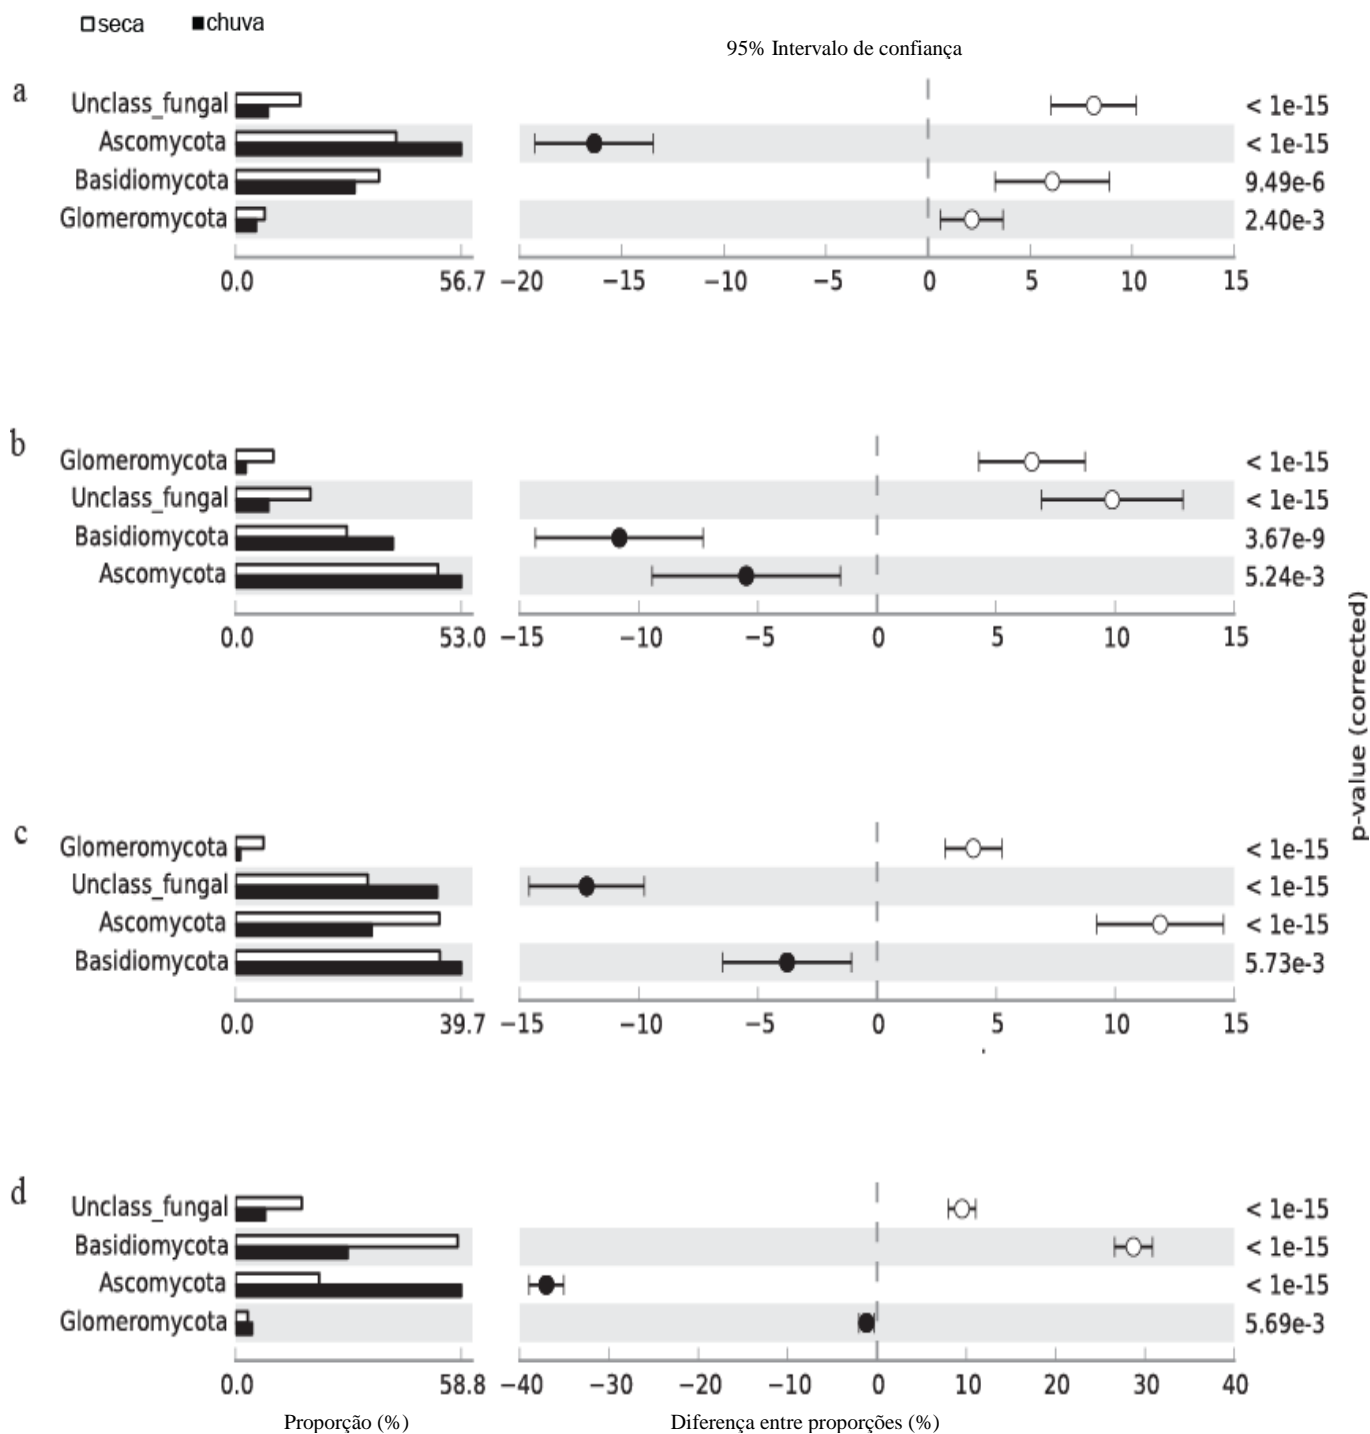 seca chuva
95% Intervalo de confiança
a
Unclass_fungal < 1e-15
Ascomycota < 1e-15
Basidiomycota 9.49e-6
Glomeromycota 2.40e-3
0.0 56.7 −20 −15 −10 −5 0 5 10 15
b
Glomeromycota < 1e-15
Unclass_fungal < 1e-15
Basidiomycota 3.67e-9
Ascomycota 5.24e-3
0.0 53.0 −15 −10 −5 0 5 10 15
p-value (corrected)
c
Glomeromycota < 1e-15
Unclass_fungal < 1e-15
Ascomycota < 1e-15
Basidiomycota 5.73e-3
0.0 39.7 −15 −10 −5 0 5 10 15
d
Unclass_fungal < 1e-15
Basidiomycota < 1e-15
Ascomycota < 1e-15
Glomeromycota 5.69e-3
0.0 58.8 −40 −30 −20 −10 0 10 20 30 40
Proporção (%) Diferença entre proporções (%)